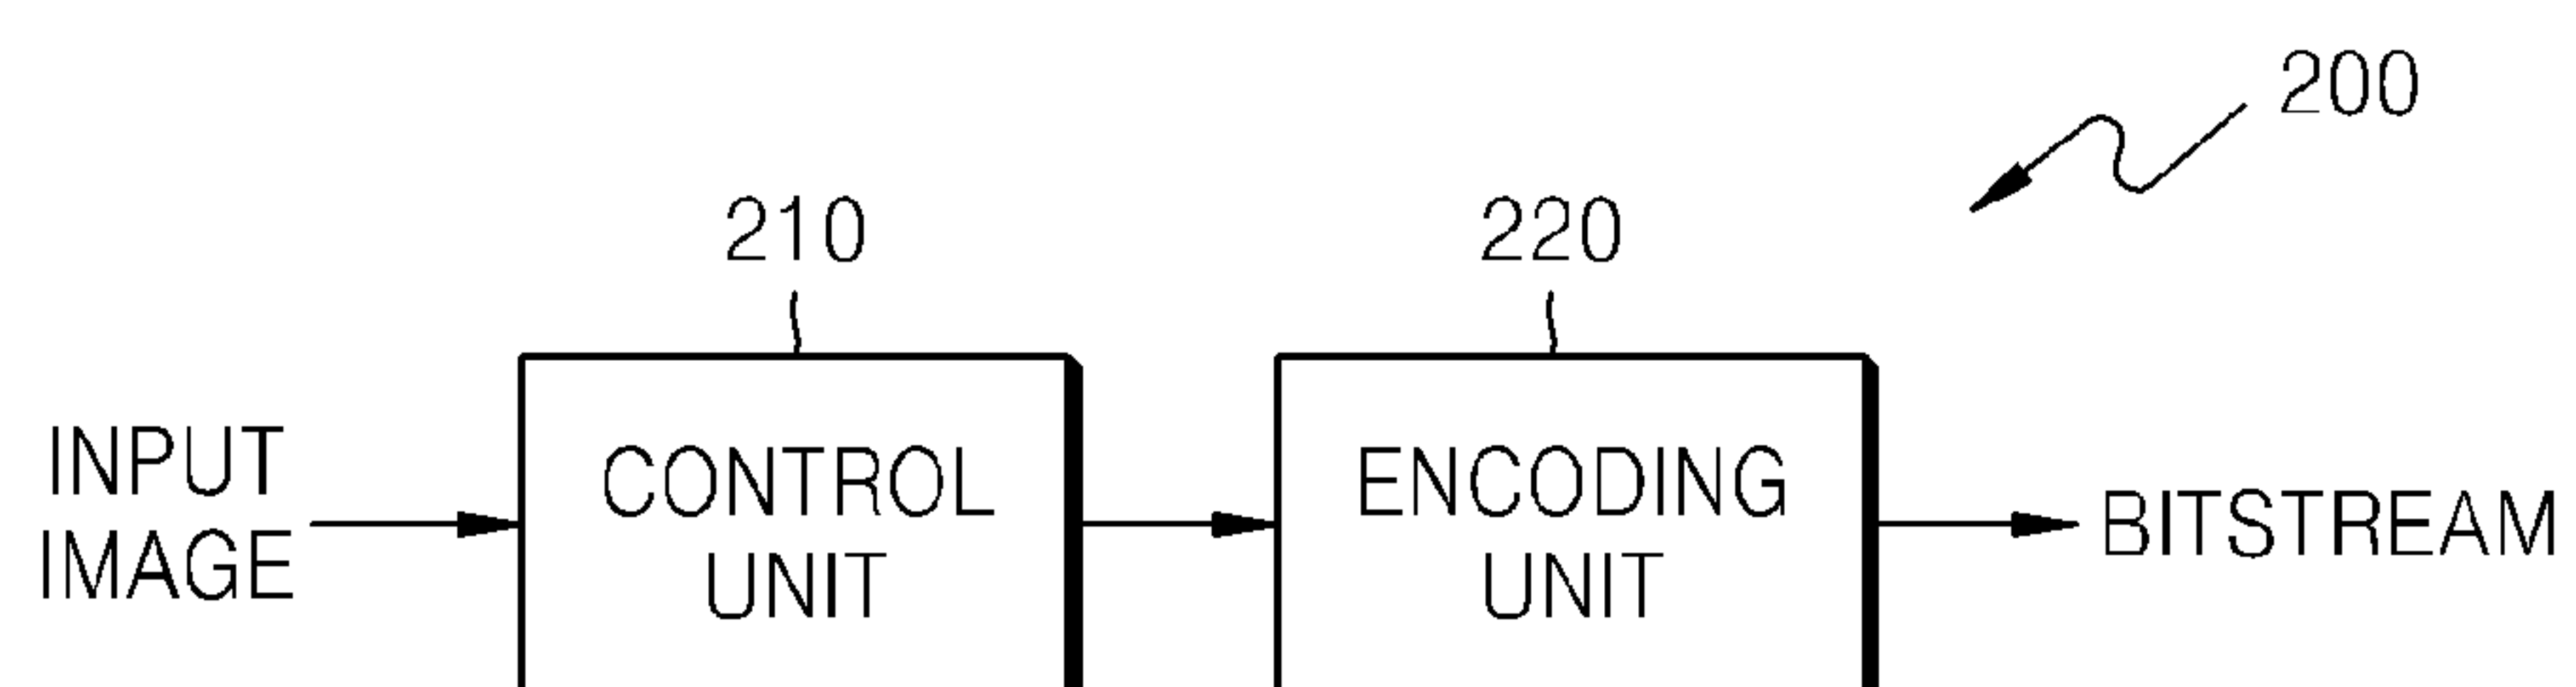 200
210
220
INPUT
IMAGE
CONTROL
UNIT
ENCODING
UNIT
BITSTREAM